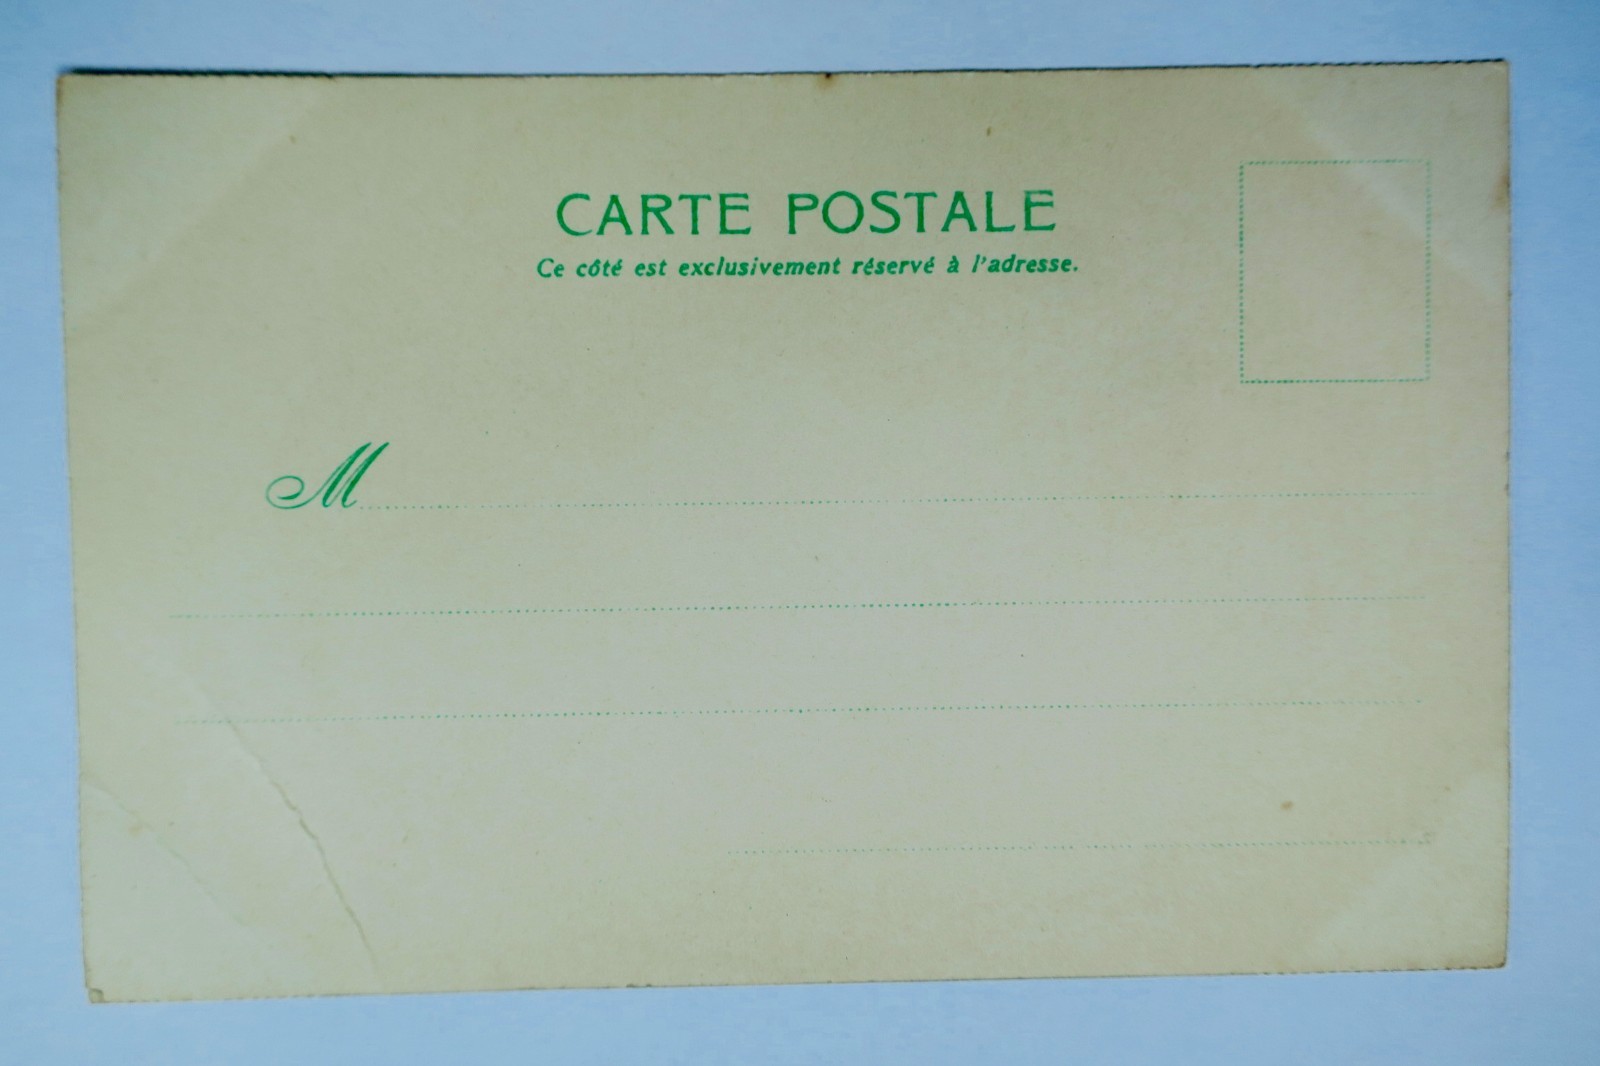 CARTE POSTALE
Ce côté est exclusivement réservé à l'adresse.
M